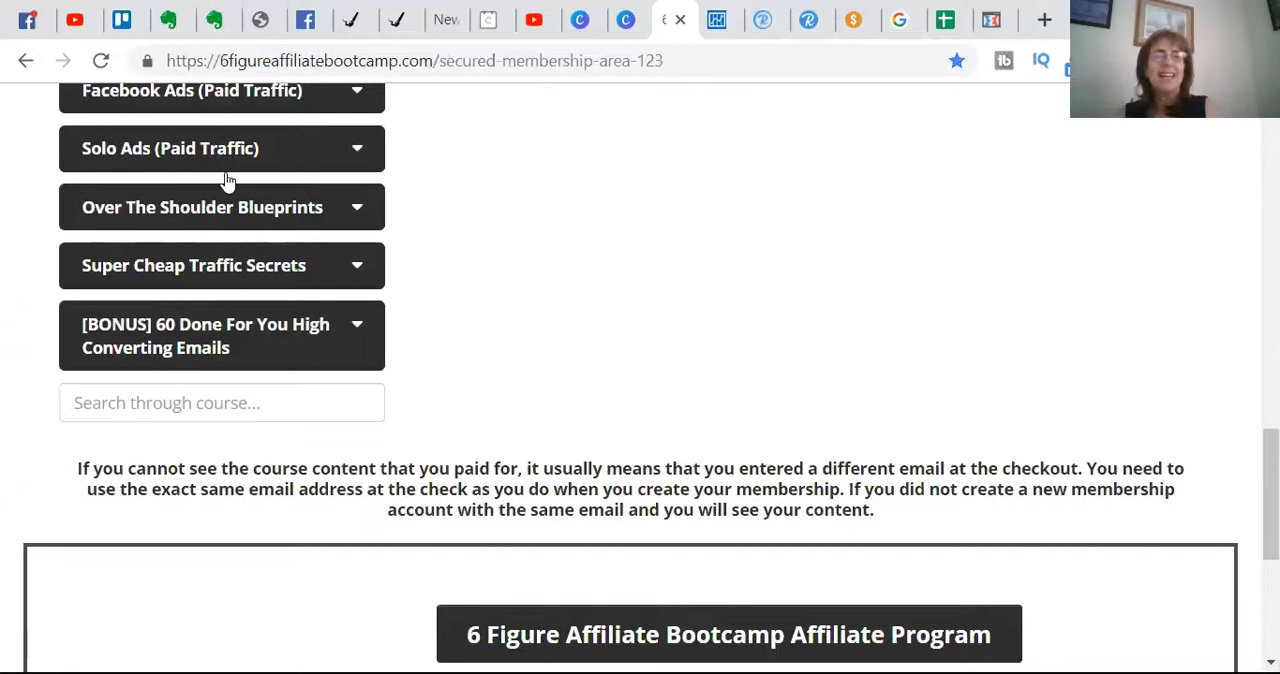 New
https://6figureaffiliatebootcamp.com/secured-membership-area-123
Facebook Ads (Paid Traffic)
Solo Ads (Paid Traffic)
Over The Shoulder Blueprints
Super Cheap Traffic Secrets
[BONUS] 60 Done For You High
Converting Emails
Search through course...
If you cannot see the course content that you paid for, it usually means that you entered a different email at the checkout. You need to
use the exact same email address at the check as you do when you create your membership. If you did not create a new membership
account with the same email and you will see your content.
6 Figure Affiliate Bootcamp Affiliate Program